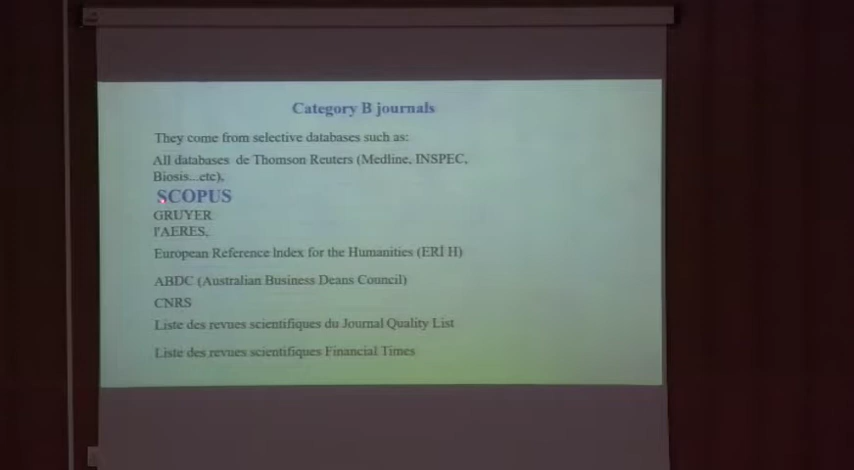 Category B journals
They come from selective databases such as:
All databases de Thomson Reuters (Medline, INSPEC,
Biosis...etc),
SCOPUS
GRUYER
l'AERES,
European Reference Index for the Humanities (ERI H)
ABDC (Australian Business Deans Council)
CNRS
Liste des revues scientifiques du Journal Quality List
Liste des revues scientifiques Financial Times